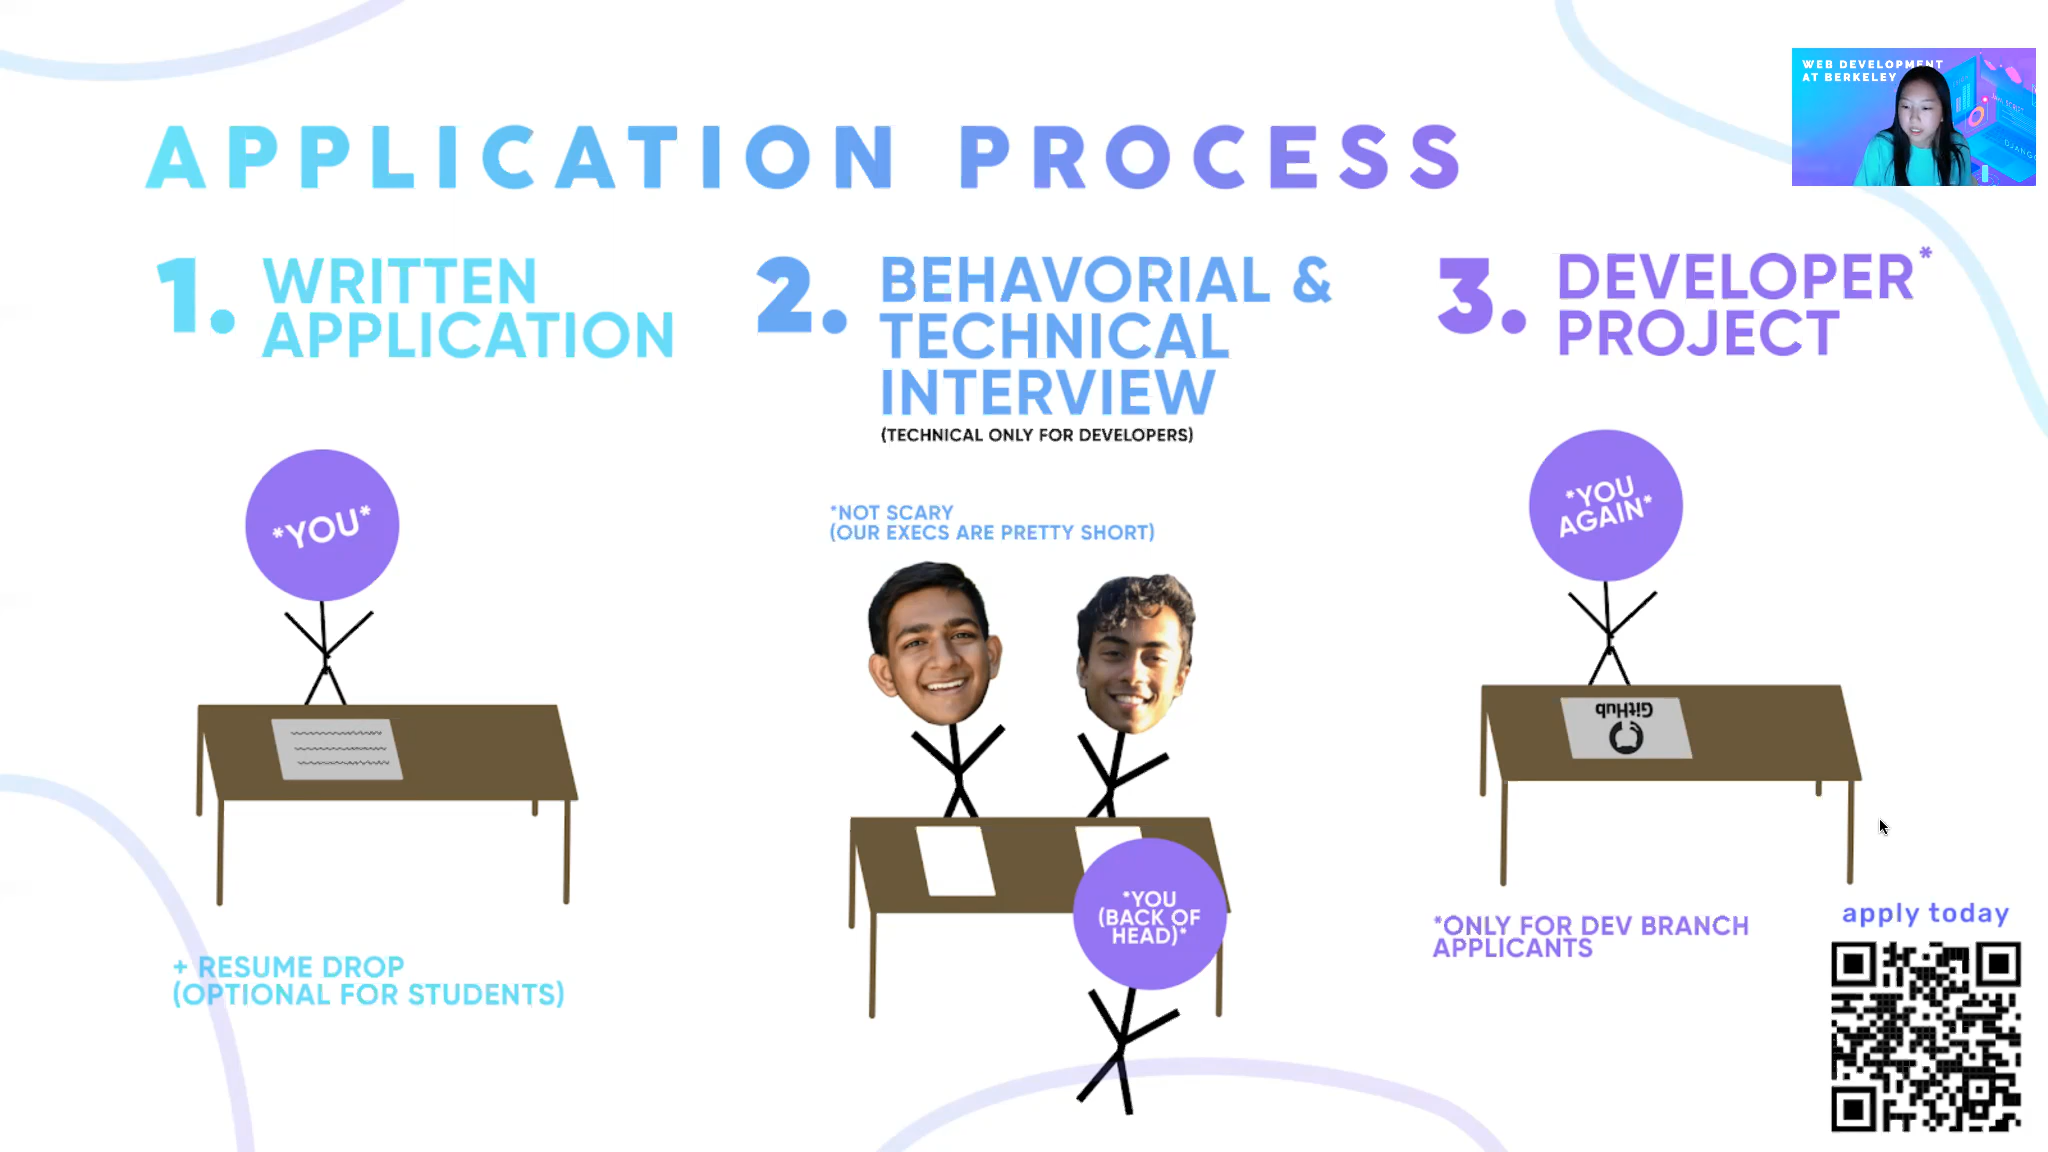 WEB DEVELOPMENT
AT BERKELEY
APPLICATION PROCESS
1. WRITTEN
APPLICATION
2. BEHAVORIAL &
TECHNICAL
INTERVIEW
(TECHNICAL ONLY FOR DEVELOPERS)
3. DEVELOPER*
PROJECT
*YOU*
+ RESUME DROP
(OPTIONAL FOR STUDENTS)
*NOT SCARY
(OUR EXECS ARE PRETTY SHORT)
*YOU
(BACK OF
HEAD)*
*YOU
AGAIN*
GitHub
*ONLY FOR DEV BRANCH
APPLICANTS
apply today